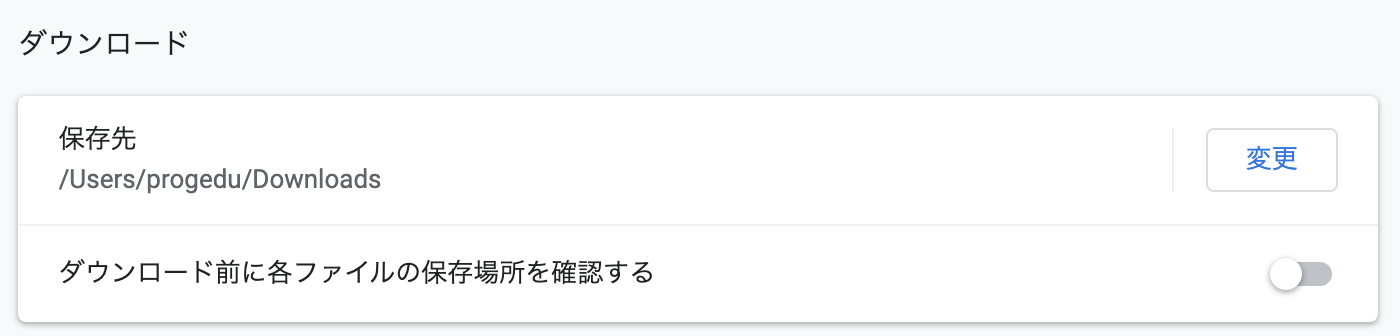 ダウンロード
保存先
/Users/progedu/Downloads
変更
ダウンロード前に各ファイルの保存場所を確認する